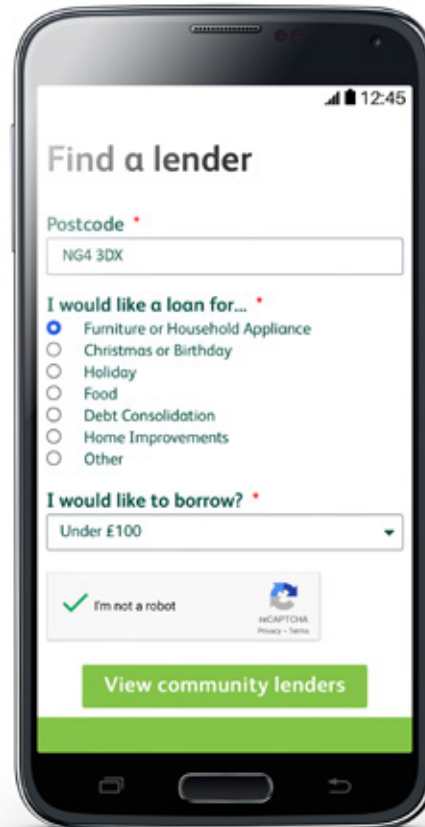 12:45
Find a lender
Postcode *
NG4 3DX
I would like a loan for... *
Furniture or Household Appliance
Christmas or Birthday
Holiday
Food
Debt Consolidation
Home Improvements
Other
I would like to borrow? *
Under £100
I'm not a robot
reCAPTCHA
Privacy - Terms
View community lenders